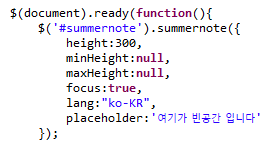 $(document).ready(function(){
    $('#summernote').summernote({
        height:300,
        minHeight:null,
        maxHeight:null,
        focus:true,
        lang:"ko-KR",
        placeholder:'여기가 빈공간 입니다'
    });